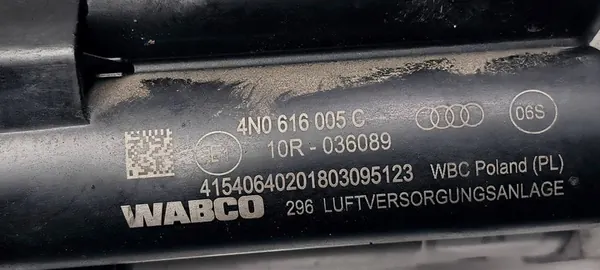 4N0 616 005 C
06S
10R - 036089
41540640201803095123 WBC Poland (PL)
WABCO 296 LUFTVERSORGUNGSANLAGE